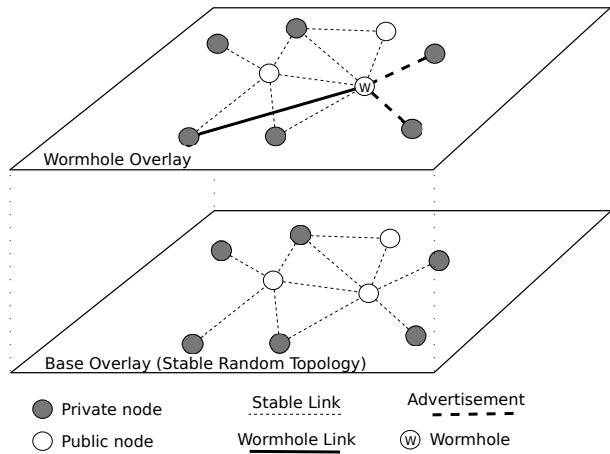 W
Wormhole Overlay
Base Overlay (Stable Random Topology)
Private node
Stable Link
Advertisement
Public node
Wormhole Link
W
Wormhole